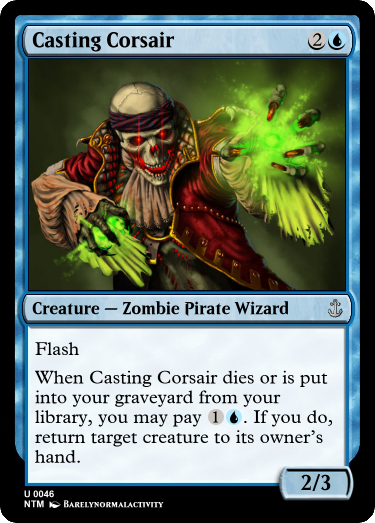 Casting Corsair 2
Creature — Zombie Pirate Wizard
Flash
When Casting Corsair dies or is put
into your graveyard from your
library, you may pay 1 . If you do,
return target creature to its owner's
hand.
2/3
U 0046
NTM Barelynormalactivity